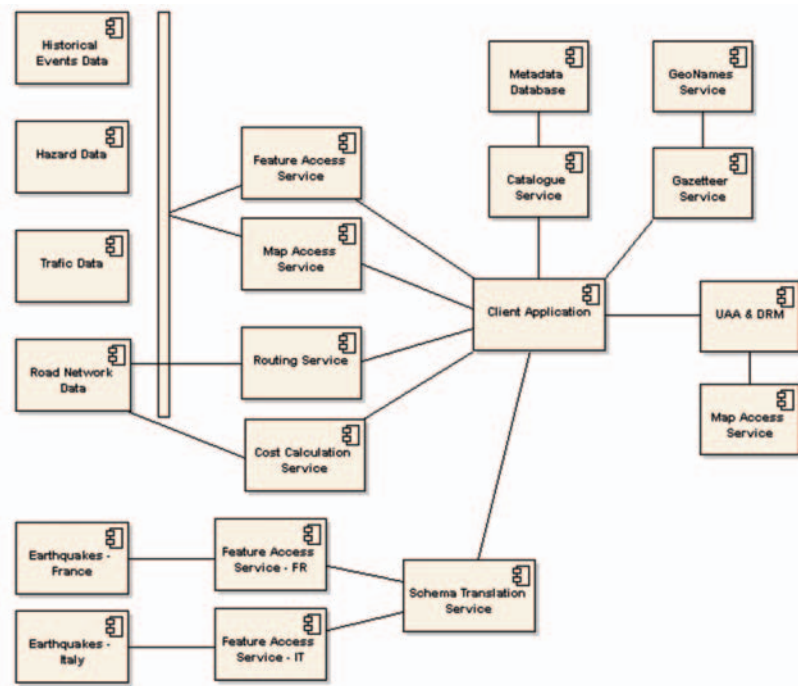 Historical
Events Data
Metadata
Database
GeoNames
Service
Hazard Data
Feature Access
Service
Catalogue
Service
Gazetteer
Service
Trafic Data
Map Access
Service
Client Application
UAA & DRM
Road Network
Data
Routing Service
Map Access
Service
Cost Calculation
Service
Earthquakes -
France
Feature Access
Service - FR
Schema Translation
Service
Earthquakes -
Italy
Feature Access
Service - IT